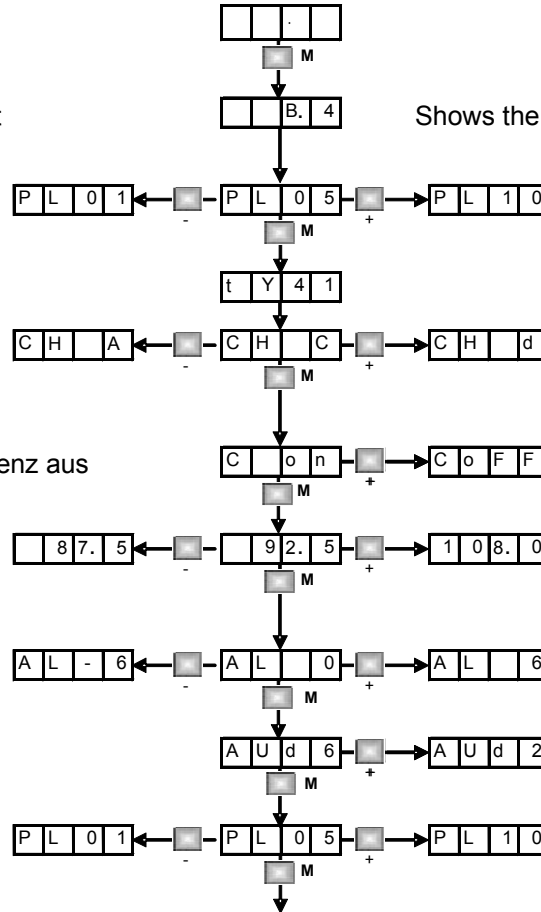 .
M
t
B. 4
Shows the
P L 0 1
-
P L 0 5
+
P L 1 0
M
t Y 4 1
C H A
-
C H C
+
C H d
M
enz aus
C o n
+
C o F F
M
8 7. 5
-
9 2. 5
+
1 0 8. 0
M
A L - 6
-
A L 0
+
A L 6
M
A U d 6
+
A U d 2
M
P L 0 1
-
P L 0 5
+
P L 1 0
M